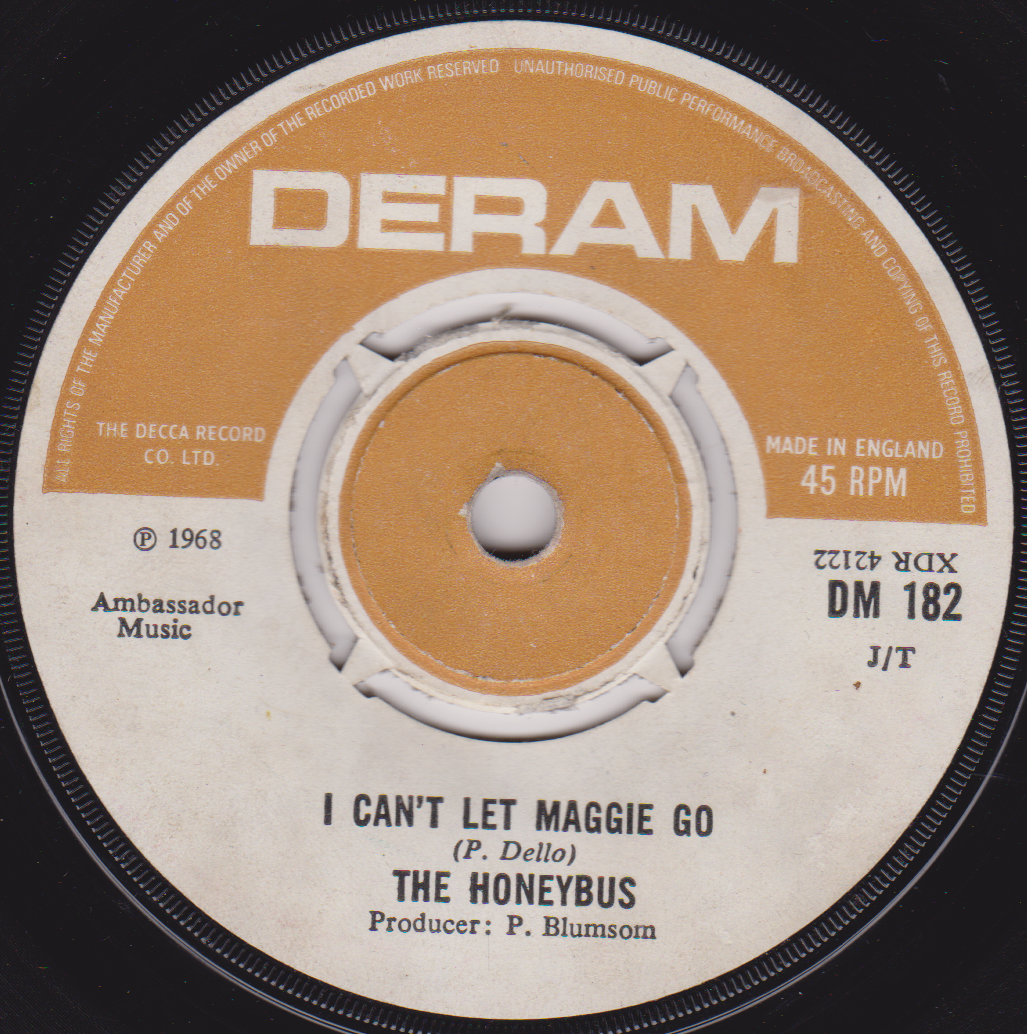 ALL RIGHTS OF THE MANUFACTURER AND OF THE OWNER OF THE RECORDED WORK RESERVED UNAUTHORISED PUBLIC PERFORMANCE BROADCASTING AND COPYING OF THIS RECORD PROHIBITED
DERAM
THE DECCA RECORD
CO. LTD.
MADE IN ENGLAND
45 RPM
℗ 1968
Ambassador
Music
XDR 42122
DM 182
J/T
I CAN'T LET MAGGIE GO
(P. Dello)
THE HONEYBUS
Producer: P. Blumsom